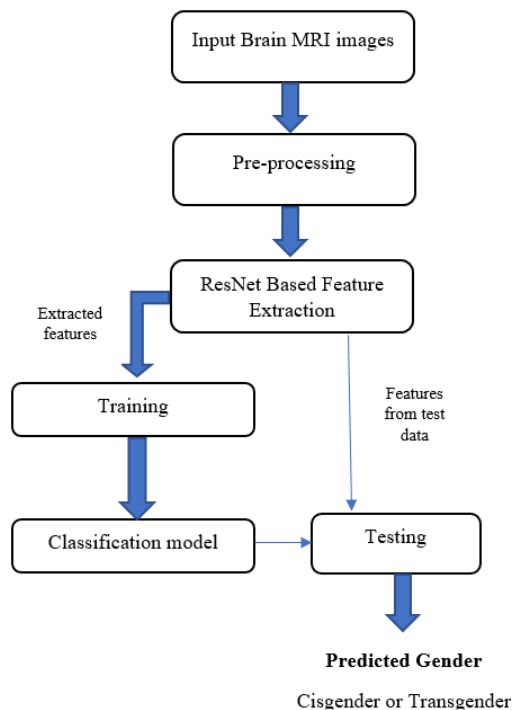 Input Brain MRI images
Pre-processing
ResNet Based Feature
Extraction
Extracted
features
Training
Features
from test
data
Classification model
Testing
Predicted Gender
Cisgender or Transgender